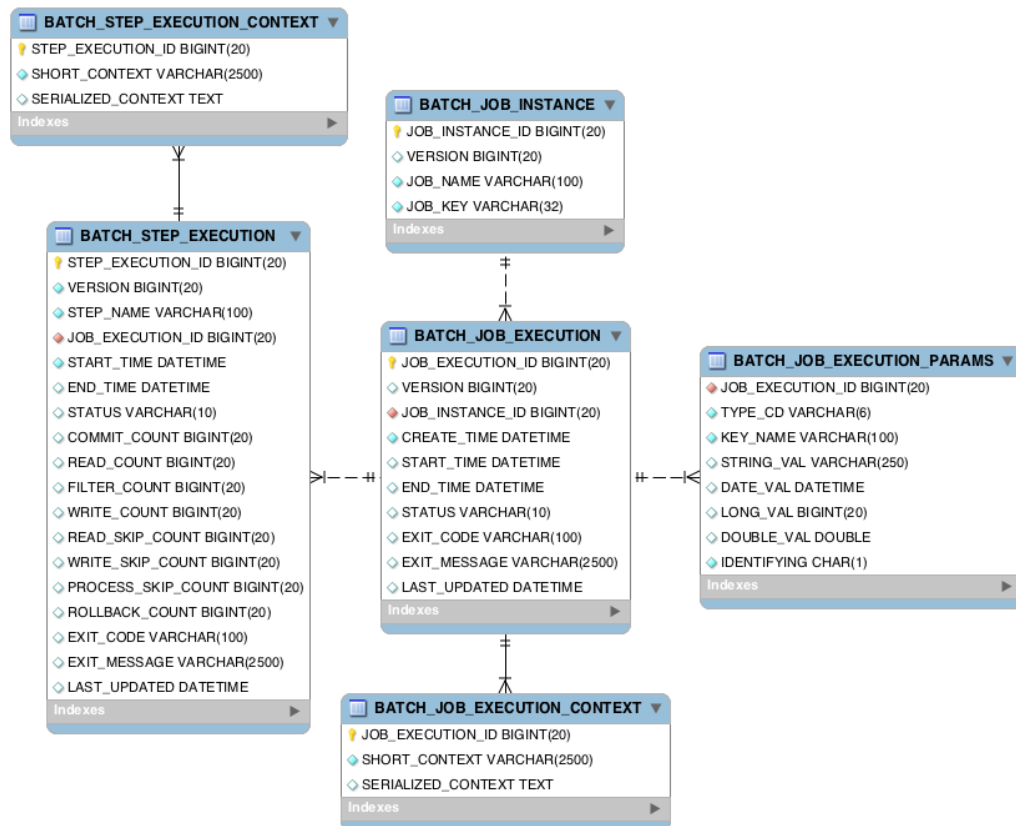 BATCH_STEP_EXECUTION_CONTEXT
STEP_EXECUTION_ID BIGINT(20)
SHORT_CONTEXT VARCHAR(2500)
SERIALIZED_CONTEXT TEXT
Indexes
BATCH_JOB_INSTANCE
JOB_INSTANCE_ID BIGINT(20)
VERSION BIGINT(20)
JOB_NAME VARCHAR(100)
JOB_KEY VARCHAR(32)
Indexes
BATCH_STEP_EXECUTION
STEP_EXECUTION_ID BIGINT(20)
VERSION BIGINT(20)
STEP_NAME VARCHAR(100)
JOB_EXECUTION_ID BIGINT(20)
START_TIME DATETIME
END_TIME DATETIME
STATUS VARCHAR(10)
COMMIT_COUNT BIGINT(20)
READ_COUNT BIGINT(20)
FILTER_COUNT BIGINT(20)
WRITE_COUNT BIGINT(20)
READ_SKIP_COUNT BIGINT(20)
WRITE_SKIP_COUNT BIGINT(20)
PROCESS_SKIP_COUNT BIGINT(20)
ROLLBACK_COUNT BIGINT(20)
EXIT_CODE VARCHAR(100)
EXIT_MESSAGE VARCHAR(2500)
LAST_UPDATED DATETIME
Indexes
BATCH_JOB_EXECUTION
JOB_EXECUTION_ID BIGINT(20)
VERSION BIGINT(20)
JOB_INSTANCE_ID BIGINT(20)
CREATE_TIME DATETIME
START_TIME DATETIME
END_TIME DATETIME
STATUS VARCHAR(10)
EXIT_CODE VARCHAR(100)
EXIT_MESSAGE VARCHAR(2500)
LAST_UPDATED DATETIME
Indexes
BATCH_JOB_EXECUTION_PARAMS
JOB_EXECUTION_ID BIGINT(20)
TYPE_CD VARCHAR(6)
KEY_NAME VARCHAR(100)
STRING_VAL VARCHAR(250)
DATE_VAL DATETIME
LONG_VAL BIGINT(20)
DOUBLE_VAL DOUBLE
IDENTIFYING CHAR(1)
Indexes
BATCH_JOB_EXECUTION_CONTEXT
JOB_EXECUTION_ID BIGINT(20)
SHORT_CONTEXT VARCHAR(2500)
SERIALIZED_CONTEXT TEXT
Indexes